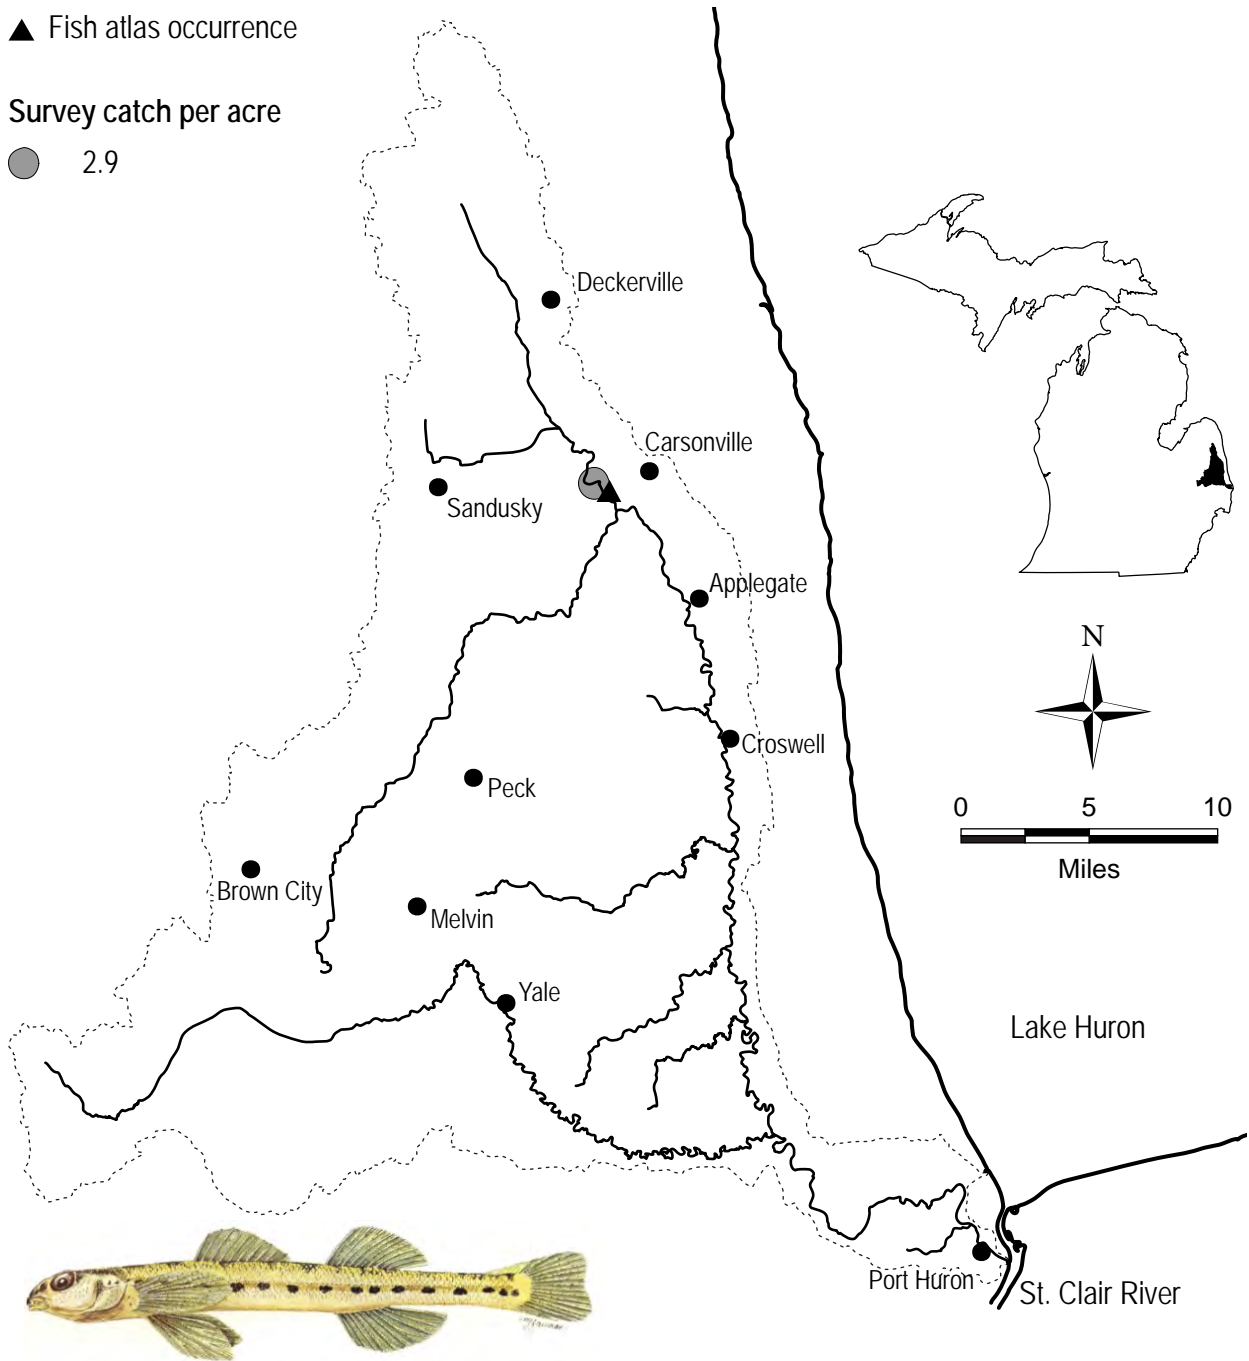 Fish atlas occurrence
Survey catch per acre
2.9
Deckerville
Carsonville
Sandusky
Applegate
N
Croswell
Peck
0 5 10
Miles
Brown City
Melvin
Yale
Lake Huron
Port Huron
St. Clair River